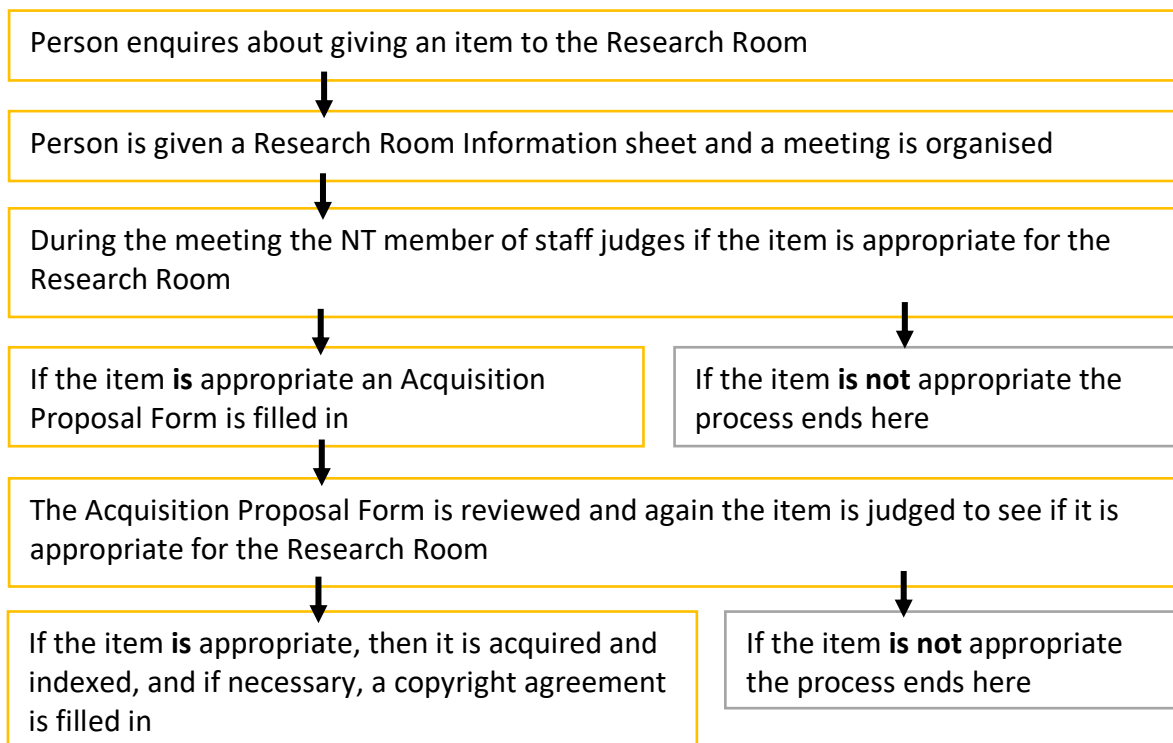 Person enquires about giving an item to the Research Room
Person is given a Research Room Information sheet and a meeting is organised
During the meeting the NT member of staff judges if the item is appropriate for the
Research Room
If the item is appropriate an Acquisition
Proposal Form is filled in
If the item is not appropriate the
process ends here
The Acquisition Proposal Form is reviewed and again the item is judged to see if it is
appropriate for the Research Room
If the item is appropriate, then it is acquired and
indexed, and if necessary, a copyright agreement
is filled in
If the item is not appropriate
the process ends here